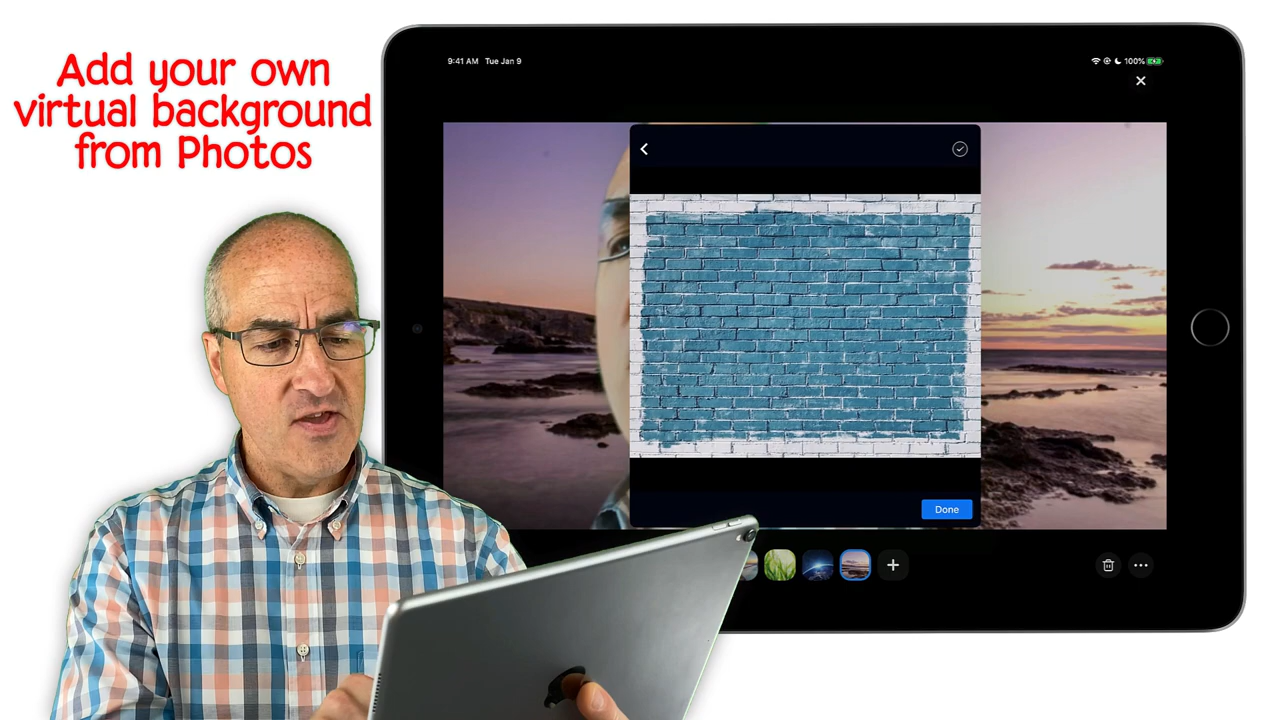 Add your own
virtual background
from Photos
9:41 AM Tue Jan 9
100%
Done